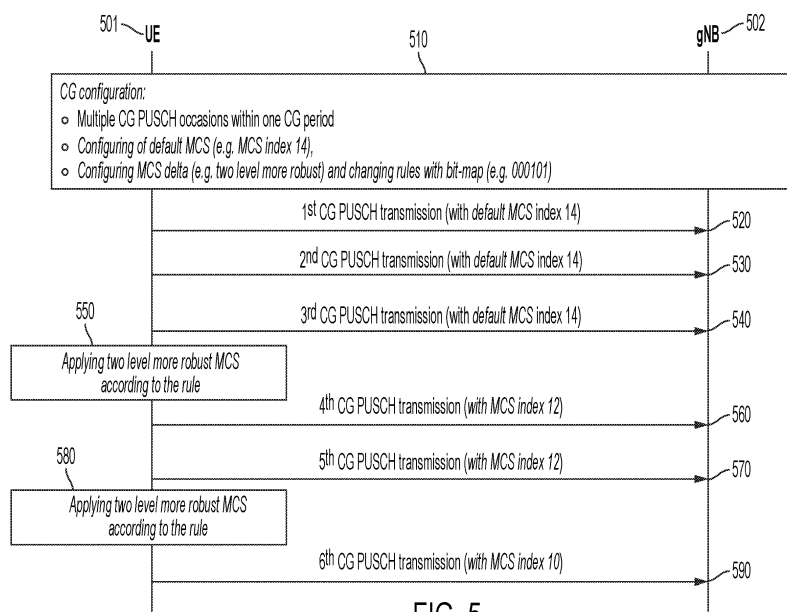 501 UE 510 gNB 502
CG configuration:
o Multiple CG PUSCH occasions within one CG period
o Configuring of default MCS (e.g. MCS index 14),
o Configuring MCS delta (e.g. two level more robust) and changing rules with bit-map (e.g. 000101)
1st CG PUSCH transmission (with default MCS index 14)
520
2nd CG PUSCH transmission (with default MCS index 14)
530
550
3rd CG PUSCH transmission (with default MCS index 14)
540
Applying two level more robust MCS
according to the rule
4th CG PUSCH transmission (with MCS index 12)
560
580
5th CG PUSCH transmission (with MCS index 12)
570
Applying two level more robust MCS
according to the rule
6th CG PUSCH transmission (with MCS index 10)
590
FIG. 5